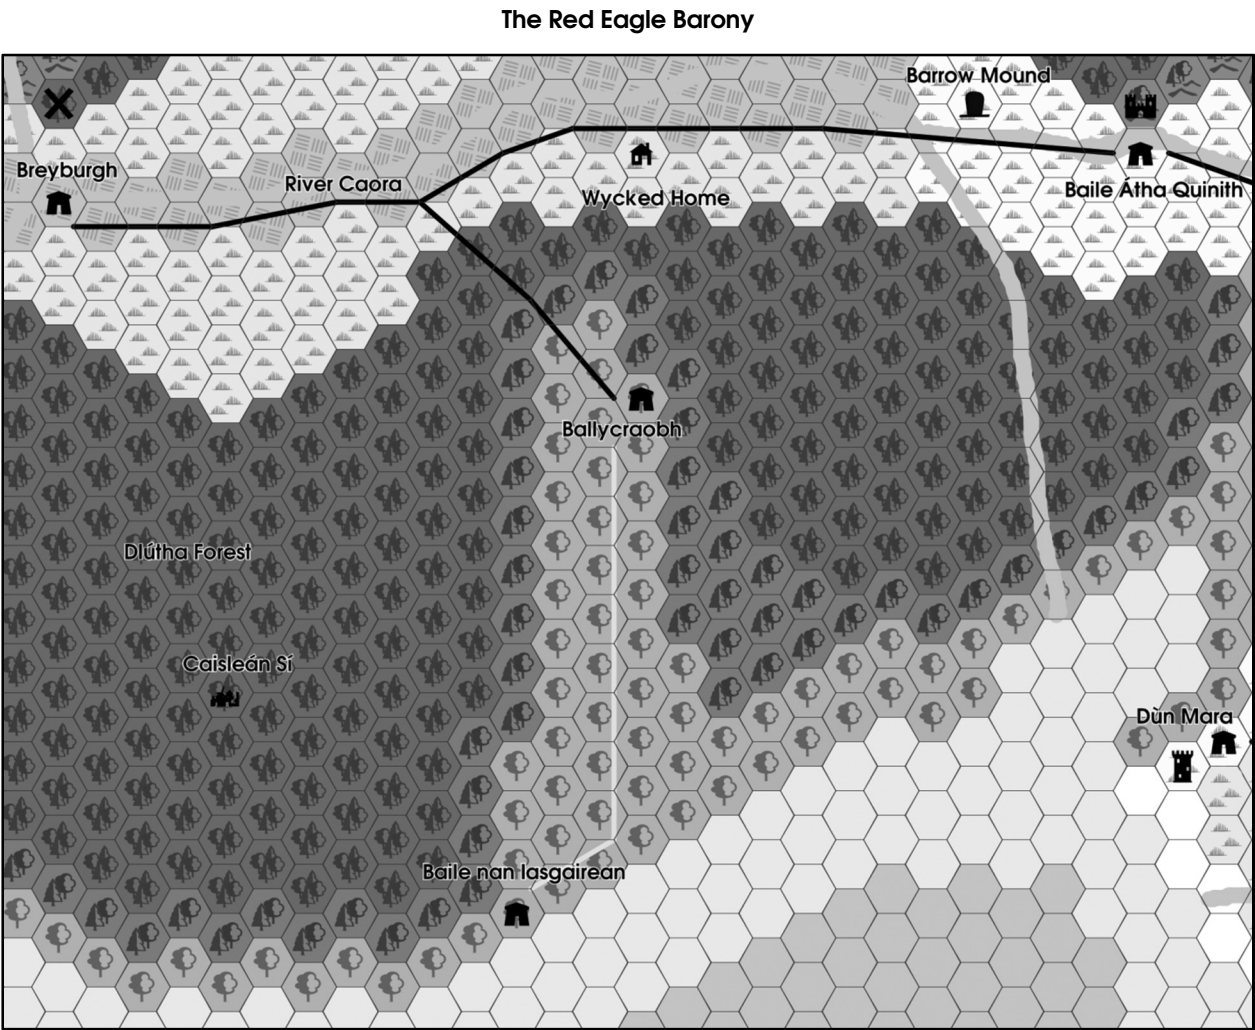 The Red Eagle Barony
Barrow Mound
Breyburgh
River Caora
Wycked Home
Baile Átha Quinith
Ballycraobh
Dlútha Forest
Caisleán Sí
Dùn Mara
Baile nan Iasgairean